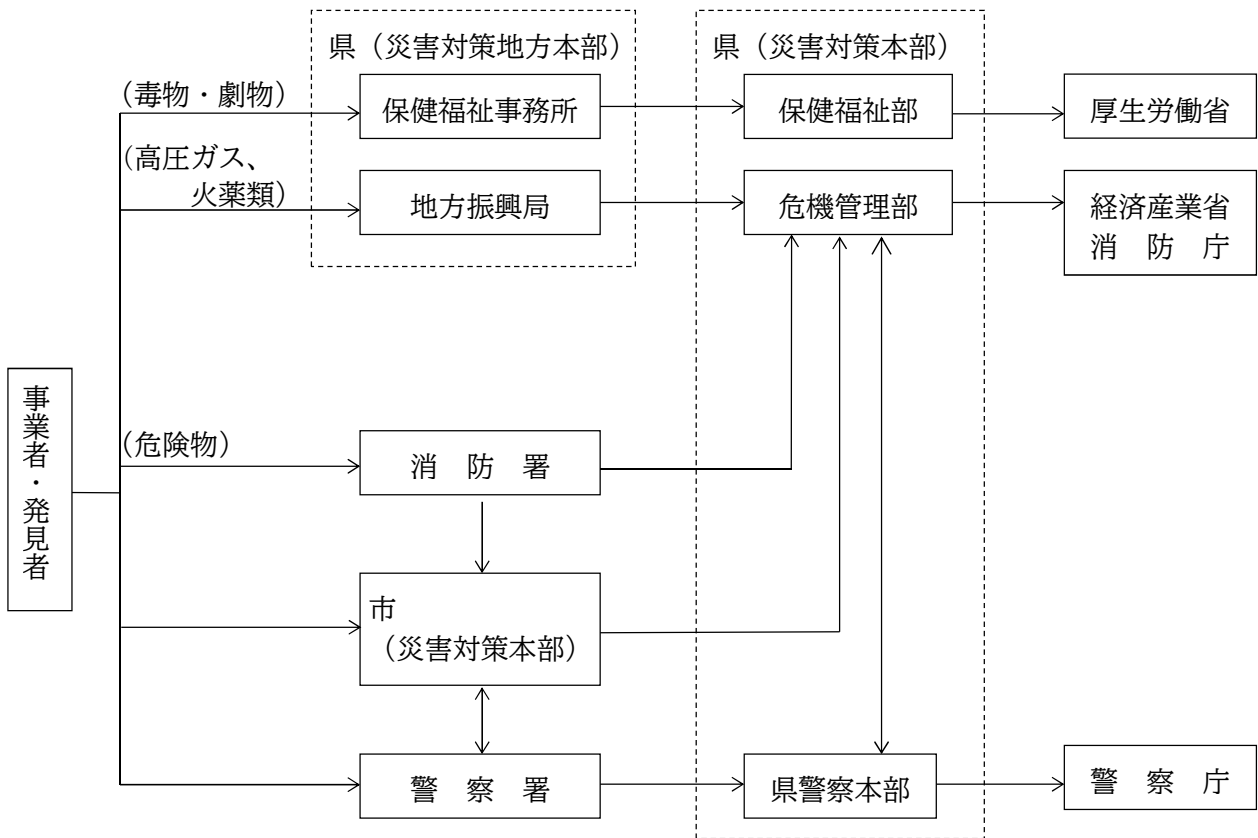 県（災害対策地方本部）
県（災害対策本部）
（毒物・劇物）
保健福祉事務所
保健福祉部
厚生労働省
（高圧ガス、
火薬類）
地方振興局
危機管理部
経済産業省
消　防　庁
事業者・発見者
（危険物）
消　防　署
市
（災害対策本部）
警　察　署
県警察本部
警　察　庁